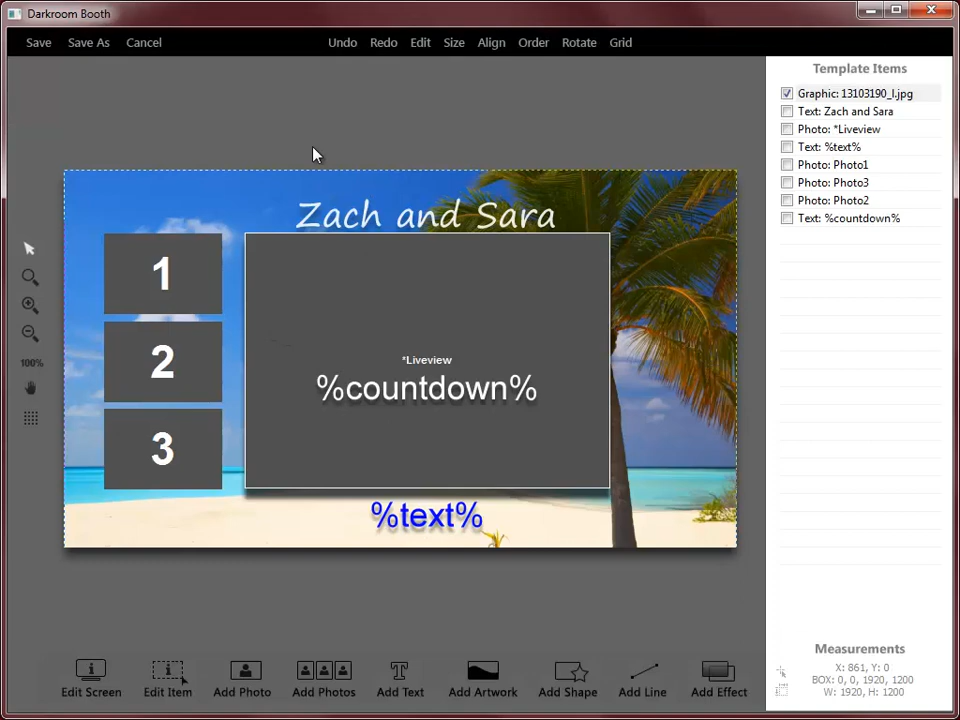 Darkroom Booth
Save Save As Cancel Undo Redo Edit Size Align Order Rotate Grid
Template Items
Graphic: 13103190_l.jpg
Text: Zach and Sara
Photo: *Liveview
Text: %text%
Photo: Photo1
Photo: Photo3
Photo: Photo2
Text: %countdown%
Zach and Sara
1
2
3
*Liveview
%countdown%
%text%
100%
Edit Screen Edit Item Add Photo Add Photos Add Text Add Artwork Add Shape Add Line Add Effect
Measurements
X: 861, Y: 0
BOX: 0, 0, 1920, 1200
W: 1920, H: 1200